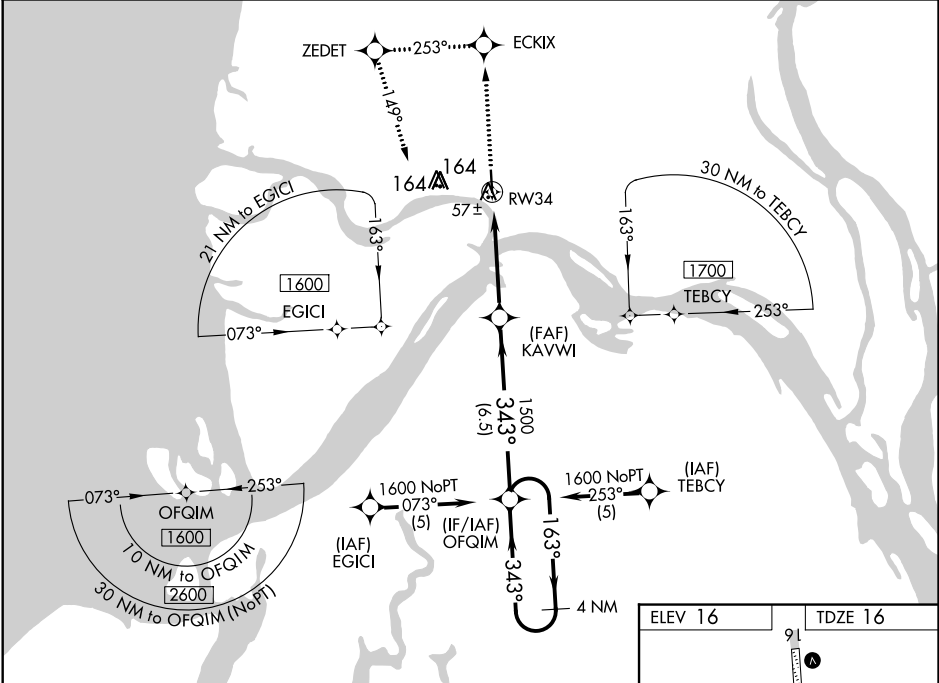 ZEDET
253°
ECKIX
149°
164
164
57±
RW34
21 NM to EGICI
163°
1600
EGICI
073°
30 NM to TEBCY
163°
1700
TEBCY
253°
(FAF)
KAVWI
1500
343°
(6.5)
073°
253°
OFQIM
1600
10 NM to OFQIM
2600
30 NM to OFQIM (NoPT)
1600 NoPT
073°
(5)
(IAF)
EGICI
(IF/IAF)
OFQIM
1600 NoPT
253°
(5)
(IAF)
TEBCY
163°
343°
4 NM
ELEV 16
TDZE 16
16
V